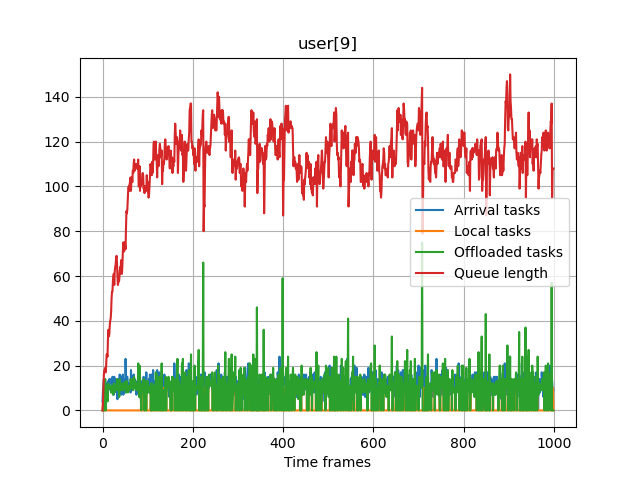 user[9]
140
120
100
80
60
40
20
0
Arrival tasks
Local tasks
Offloaded tasks
Queue length
0 200 400 600 800 1000
Time frames